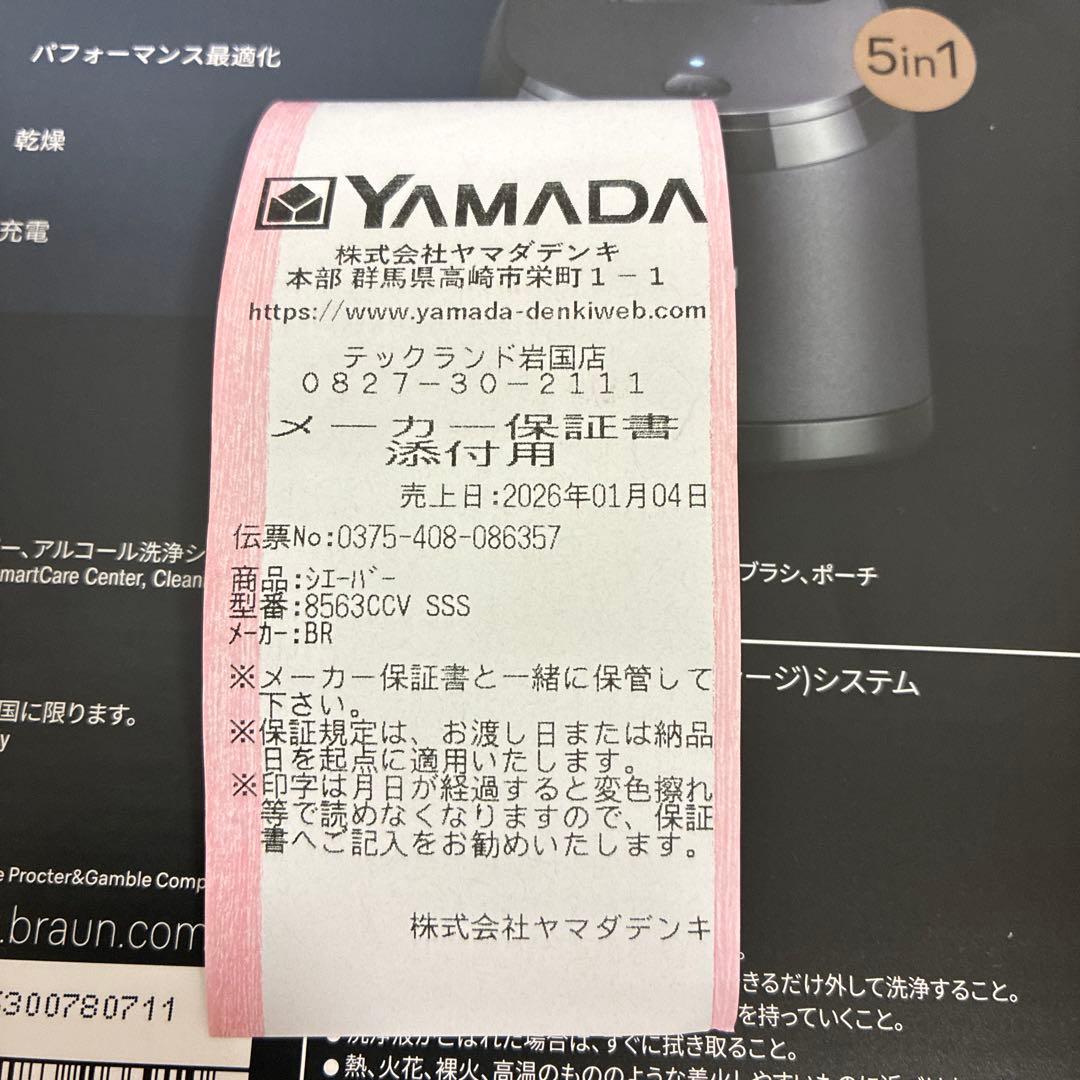 パフォーマンス最適化
5in1
乾燥
充電
YAMADA
株式会社ヤマダデンキ
本部 群馬県高崎市栄町1-1
https://www.yamada-denkiweb.com
テックランド岩国店
0827-30-2111
メーカー保証書
添付用
売上日:2026年01月04日
伝票No:0375-408-086357
商品:ｼｴｰﾊﾞｰ
型番:8563CCV SSS
ﾒｰｶｰ:BR
※メーカー保証書と一緒に保管して
下さい。
※保証規定は、お渡し日または納品
日を起点に適用いたします。
※印字は月日が経過すると変色擦れ
等で読めなくなりますので、保証
書へご記入をお勧めいたします。
株式会社ヤマダデンキ
ー、アルコール洗浄シ
martCare Center, Clean
ブラシ、ポーチ
ージ)システム
国に限ります。
Procter&Gamble Comp
.braun.com
300780711
きるだけ外して洗浄すること。
を持っていくこと。
は、すぐに拭き取ること。
●熱、火花、裸火、高温のもののような着火